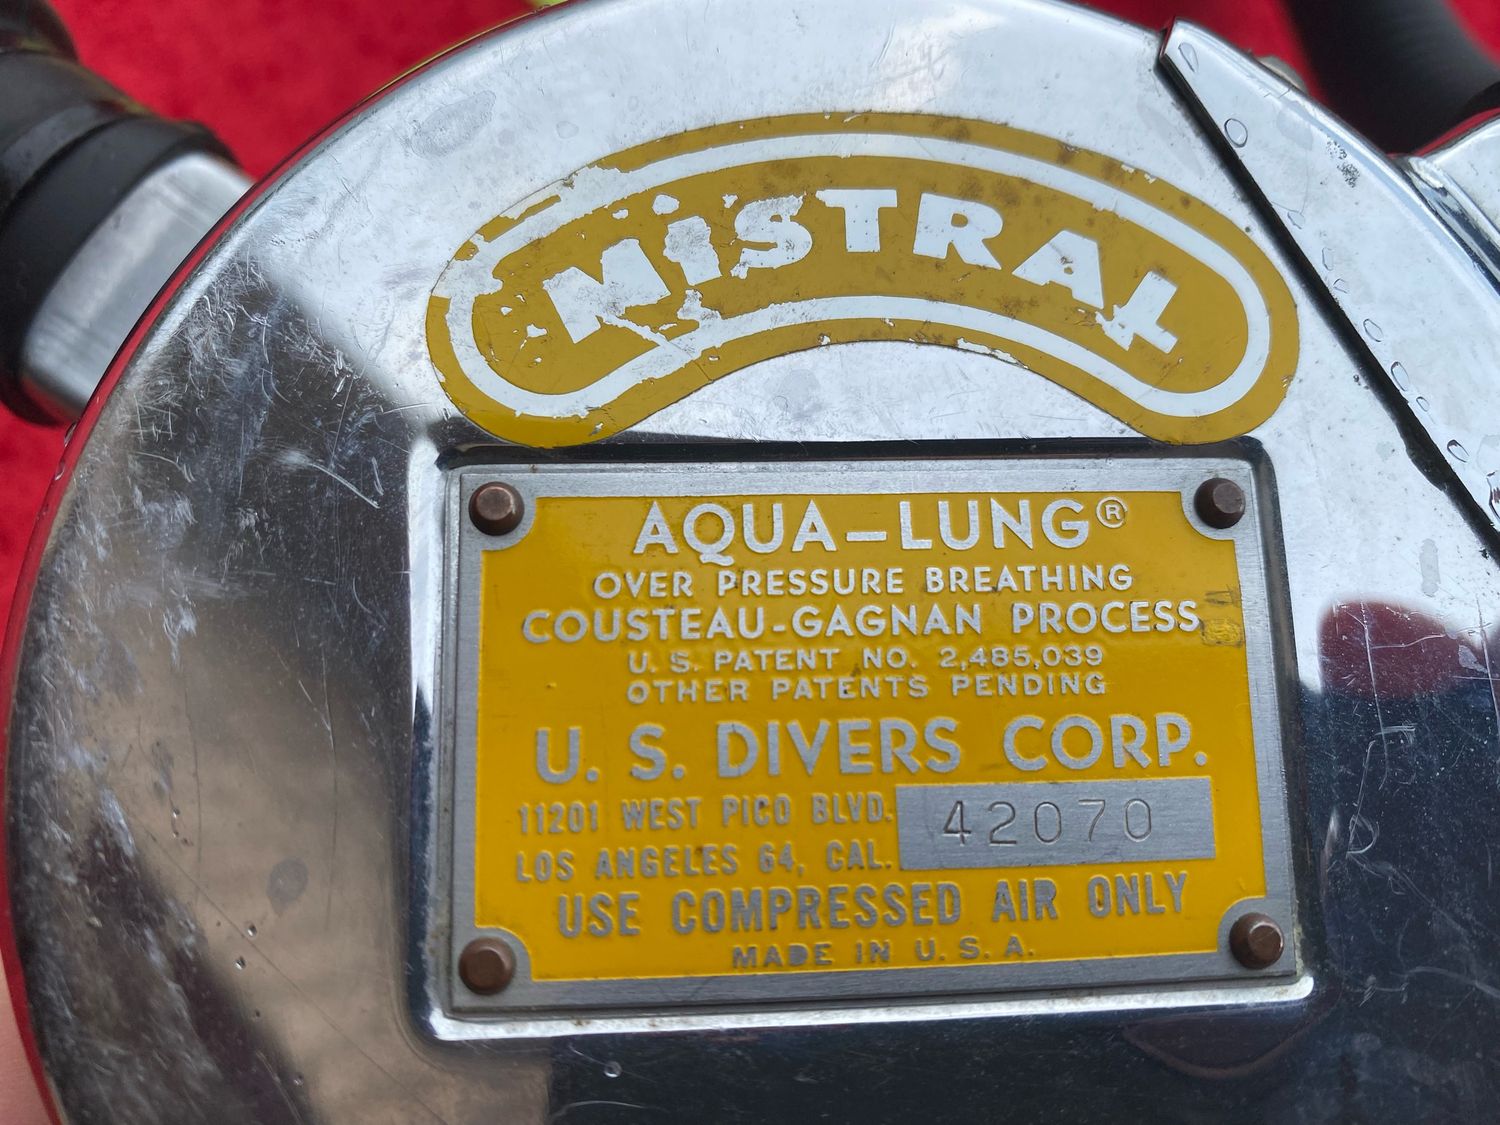 MiSTRAL
AQUA-LUNG®
OVER PRESSURE BREATHING
COUSTEAU-GAGNAN PROCESS
U. S. PATENT NO. 2,485,039
OTHER PATENTS PENDING
U. S. DIVERS CORP.
11201 WEST PICO BLVD.
LOS ANGELES 64, CAL.
42070
USE COMPRESSED AIR ONLY
MADE IN U. S. A.